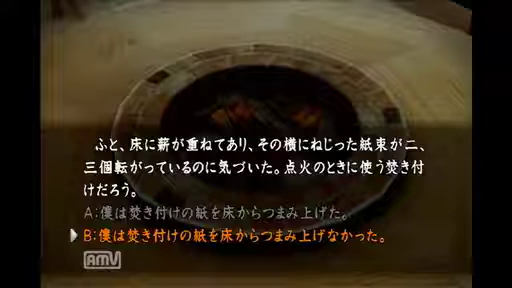 ふと、床に薪が重ねてあり、その横にねじった紙束が二、
三個転がっているのに気づいた。点火のときに使う焚き付
けだろう。
A:僕は焚き付けの紙を床からつまみ上げた。
B:僕は焚き付けの紙を床からつまみ上げなかった。
AMV